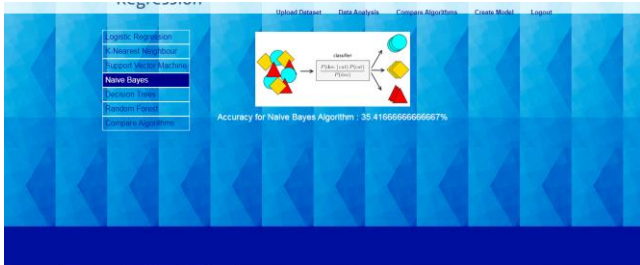 Regression
Upload Dataset Data Analysis Compare Algorithms Create Model Logout
Logistic Regression
K-Nearest Neighbour
Support Vector Machine
Naive Bayes
Decision Trees
Random Forest
Compare Algorithms
classifier
Accuracy for Naive Bayes Algorithm : 35.41666666666667%